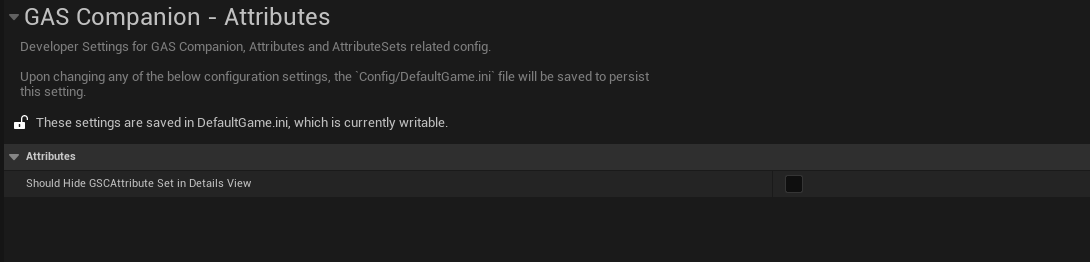 GAS Companion - Attributes
Developer Settings for GAS Companion, Attributes and AttributeSets related config.
Upon changing any of the below configuration settings, the `Config/DefaultGame.ini` file will be saved to persist
this setting.
These settings are saved in DefaultGame.ini, which is currently writable.
Attributes
Should Hide GSCAttribute Set in Details View